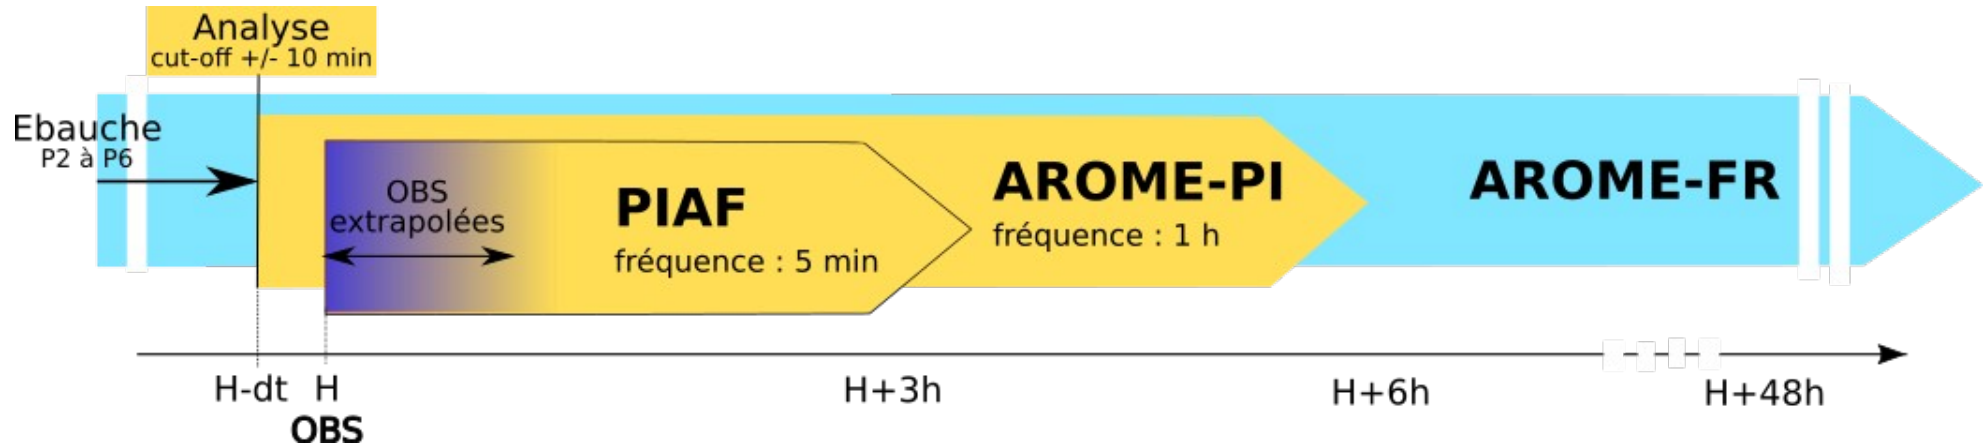 Analyse
cut-off +/- 10 min
Ebauche
P2 à P6
OBS
extrapolées
PIAF
fréquence : 5 min
AROME-PI
fréquence : 1 h
AROME-FR
H-dt
H
OBS
H+3h
H+6h
H+48h